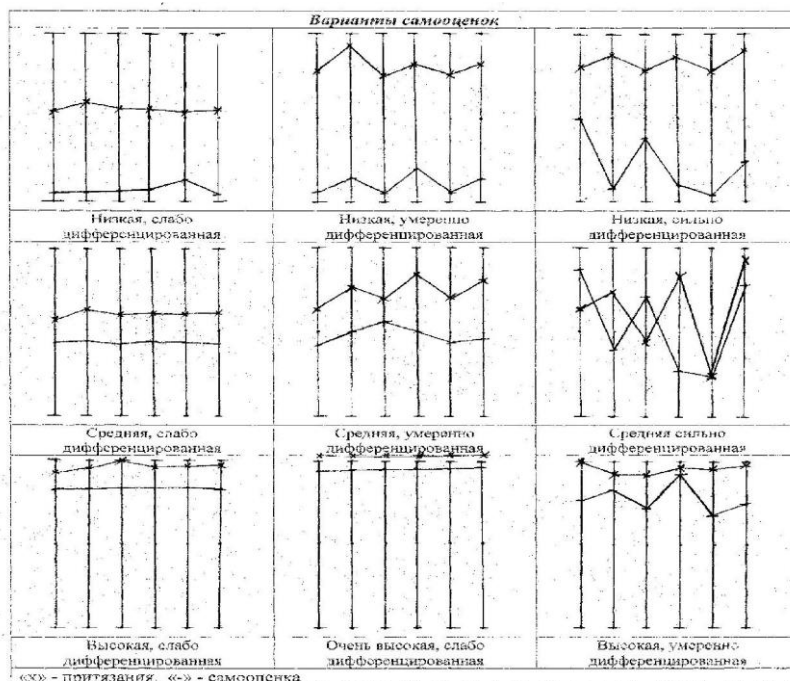 Варианты самооценок
Низкая, слабо
дифференцированная
Низкая, умеренно
дифференцированная
Низкая, сильно
дифференцированная
Средняя, слабо
дифференцированная
Средняя, умеренно
дифференцированная
Средняя сильно
дифференцированная
Высокая, слабо
дифференцированная
Очень высокая, слабо
дифференцированная
Высокая, умеренно
дифференцированная
«х» - притязания, «-» - самооценка